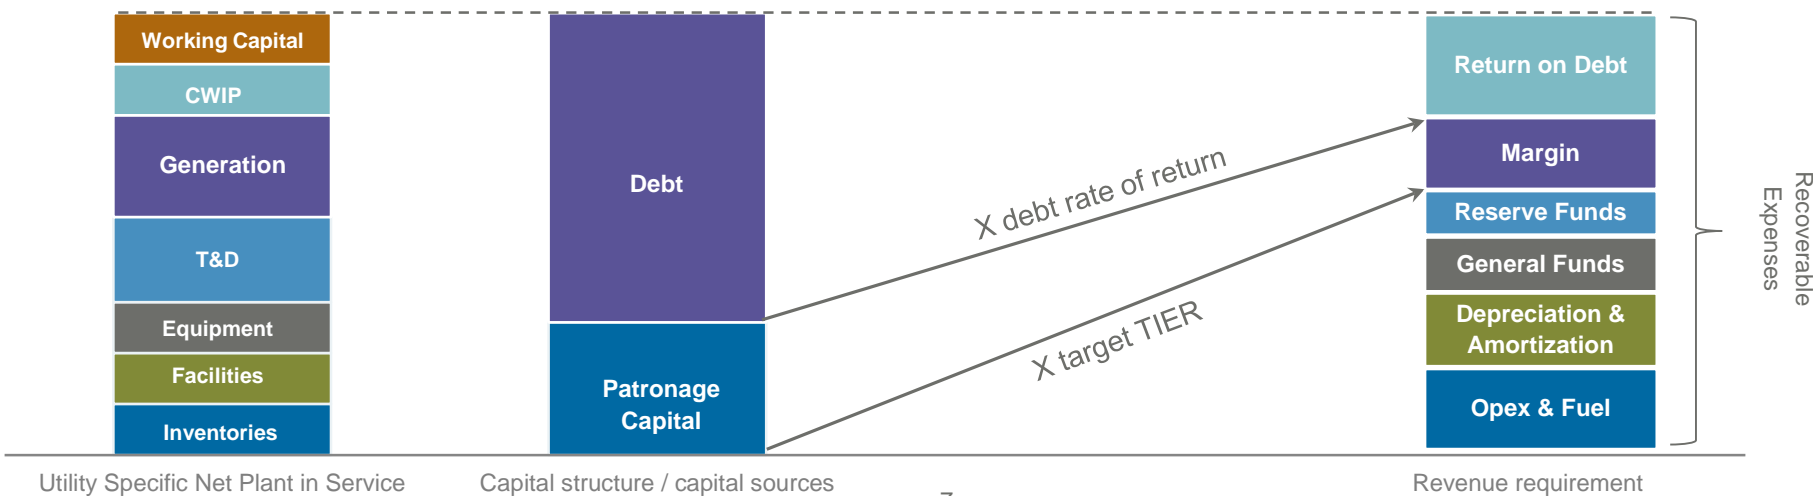 Working Capital
CWIP
Generation
T&D
Equipment
Facilities
Inventories
Utility Specific Net Plant in Service
Debt
Patronage
Capital
Capital structure / capital sources
X debt rate of return
X target TIER
Return on Debt
Margin
Reserve Funds
General Funds
Depreciation &
Amortization
Opex & Fuel
Revenue requirement
Recoverable
Expenses